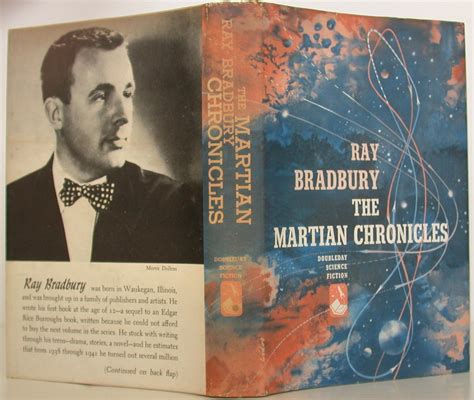 Ray Bradbury was born in Waukegan, Illinois,
and was brought up in a family of publishers and artists. He
wrote his first book at the age of 12—a sequel to an Edgar
Rice Burroughs book, written because he could not afford
to buy the next volume in the series. He stuck with writing
through his teens—dramas, stories, a novel—and he estimates
that from 1938 through 1941 he turned out several million
(Continued on back flap)
THE MARTIAN
RAY BRADBURY
CHRONICLES
DOUBLEDAY
SCIENCE
FICTION
RAY
BRADBURY
THE
MARTIAN CHRONICLES
DOUBLEDAY
SCIENCE
FICTION